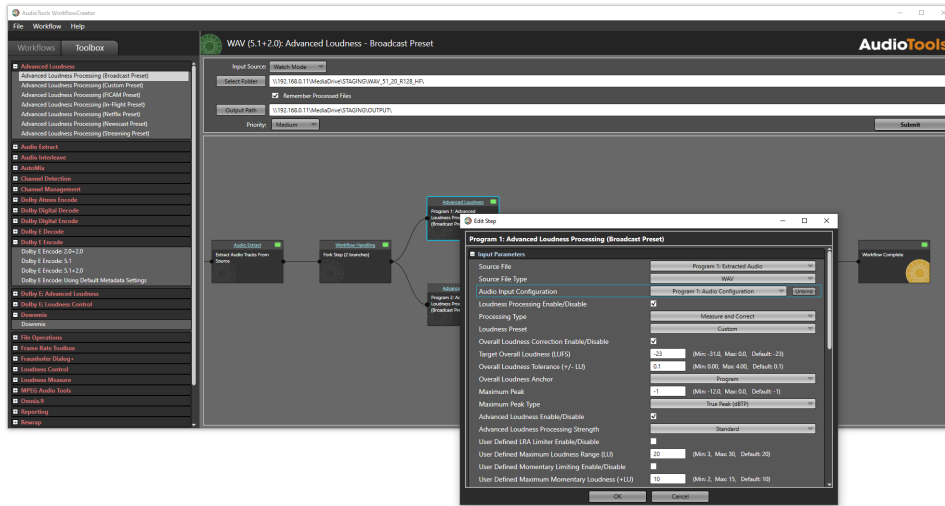 AudioTools WorkflowCreator
File Workflow Help
Workflows Toolbox
WAV (5.1+2.0): Advanced Loudness - Broadcast Preset
AudioTools
Advanced Loudness
Advanced Loudness Processing (Broadcast Preset)
Advanced Loudness Processing (Custom Preset)
Advanced Loudness Processing (FICAM Preset)
Advanced Loudness Processing (In-Flight Preset)
Advanced Loudness Processing (Netflix Preset)
Advanced Loudness Processing (Newscast Preset)
Advanced Loudness Processing (Streaming Preset)
Audio Extract
Audio Interleave
AutoMix
Channel Detection
Channel Management
Dolby Atmos Encode
Dolby Digital Decode
Dolby Digital Encode
Dolby E Decode
Dolby E Encode
Dolby E Encode: 2.0+2.0
Dolby E Encode: 5.1
Dolby E Encode: 5.1+2.0
Dolby E Encode: Using Default Metadata Settings
Dolby E: Advanced Loudness
Dolby E: Loudness Control
Downmix
Downmix
File Operations
Frame Rate Toolbox
Fraunhofer Dialog+
Loudness Control
Loudness Measure
MPEG Audio Tools
Omnia.9
Reporting
Rewrap
Input Source: Watch Mode
Select Folder \\192.168.0.11\MediaDrive\STAGING\WAV_51_20_R128_HF\
Remember Processed Files
Output Path \\192.168.0.11\MediaDrive\STAGING\OUTPUT\
Priority: Medium
Submit
Audio Extract
Extract Audio Tracks From
Source
Workflow Handling
Fork Step (2 branches)
Advanced Loudness
Program 1: Advanced
Loudness Pro
(Broadcast Pre
Advanc
Program 2: Ac
Loudness Pro
(Broadcast Pr
Workflow Complete
Edit Step
Program 1: Advanced Loudness Processing (Broadcast Preset)
Input Parameters
Source File Program 1: Extracted Audio
Source File Type WAV
Audio Input Configuration Program 1: Audio Configuration Unbind
Loudness Processing Enable/Disable
Processing Type Measure and Correct
Loudness Preset Custom
Overall Loudness Correction Enable/Disable
Target Overall Loudness (LUFS) -23 (Min: -31.0, Max: 0.0, Default: -23)
Overall Loudness Tolerance (+/- LU) 0.1 (Min: 0.00, Max: 4.00, Default: 0.1)
Overall Loudness Anchor Program
Maximum Peak -1 (Min: -12.0, Max: 0.0, Default: -1)
Maximum Peak Type True Peak (dBTP)
Advanced Loudness Enable/Disable
Advanced Loudness Processing Strength Standard
User Defined LRA Limiter Enable/Disable
User Defined Maximum Loudness Range (LU) 20 (Min: 3, Max: 30, Default: 20)
User Defined Momentary Limiting Enable/Disable
User Defined Maximum Momentary Loudness (+LU) 10 (Min: 2, Max: 15, Default: 10)
OK Cancel